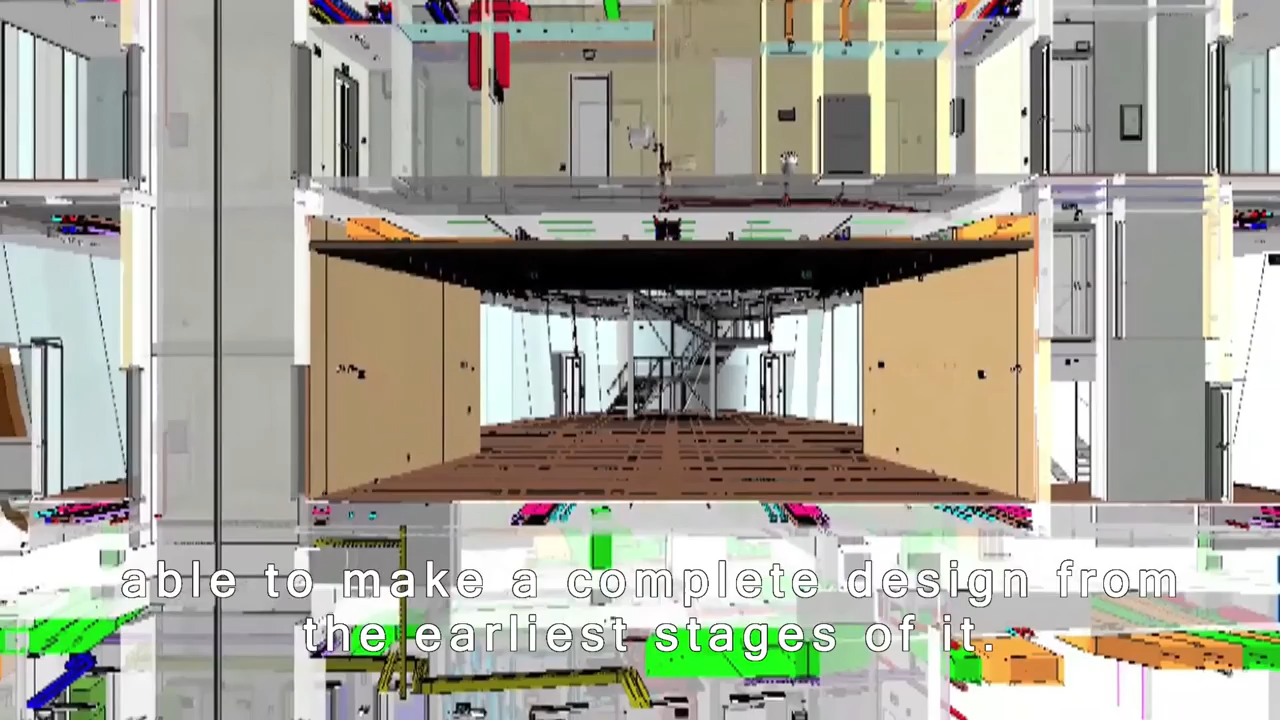 able to make a complete design from
the earliest stages of it.